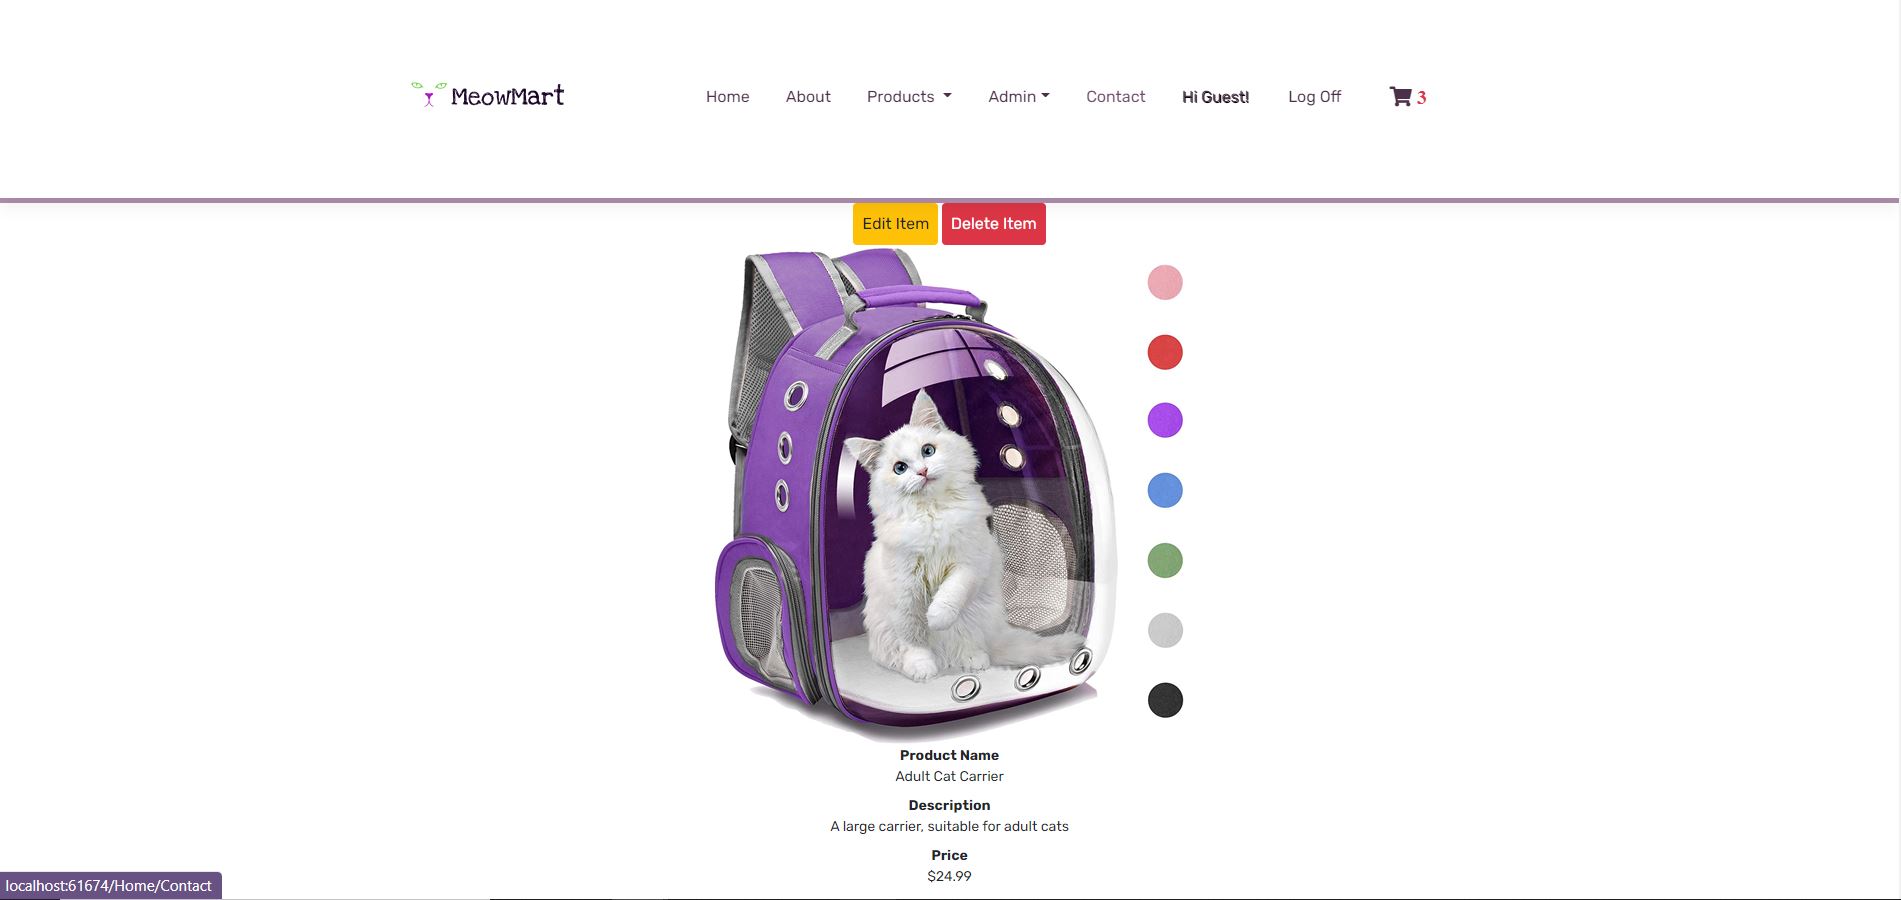 MeowMart
Home About Products Admin Contact Hi Guest! Log Off 3
Edit Item Delete Item
Product Name
Adult Cat Carrier
Description
A large carrier, suitable for adult cats
Price
$24.99
localhost:61674/Home/Contact